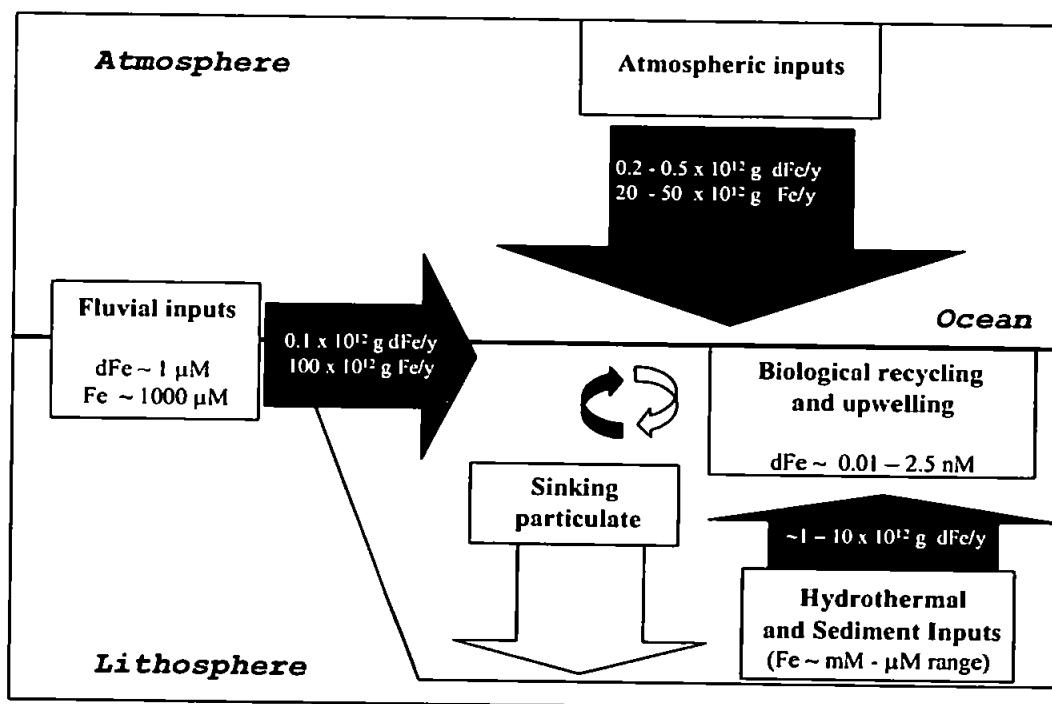 Atmosphere
Atmospheric inputs
0.2 - 0.5 x 10¹² g dFe/y
20 - 50 x 10¹² g Fe/y
Fluvial inputs
dFe ~ 1 µM
Fe ~ 1000 µM
0.1 x 10¹² g dFe/y
100 x 10¹² g Fe/y
Ocean
Biological recycling
and upwelling
dFe ~ 0.01 – 2.5 nM
Sinking
particulate
~1 – 10 x 10¹² g dFe/y
Hydrothermal
and Sediment Inputs
(Fe ~ mM - µM range)
Lithosphere